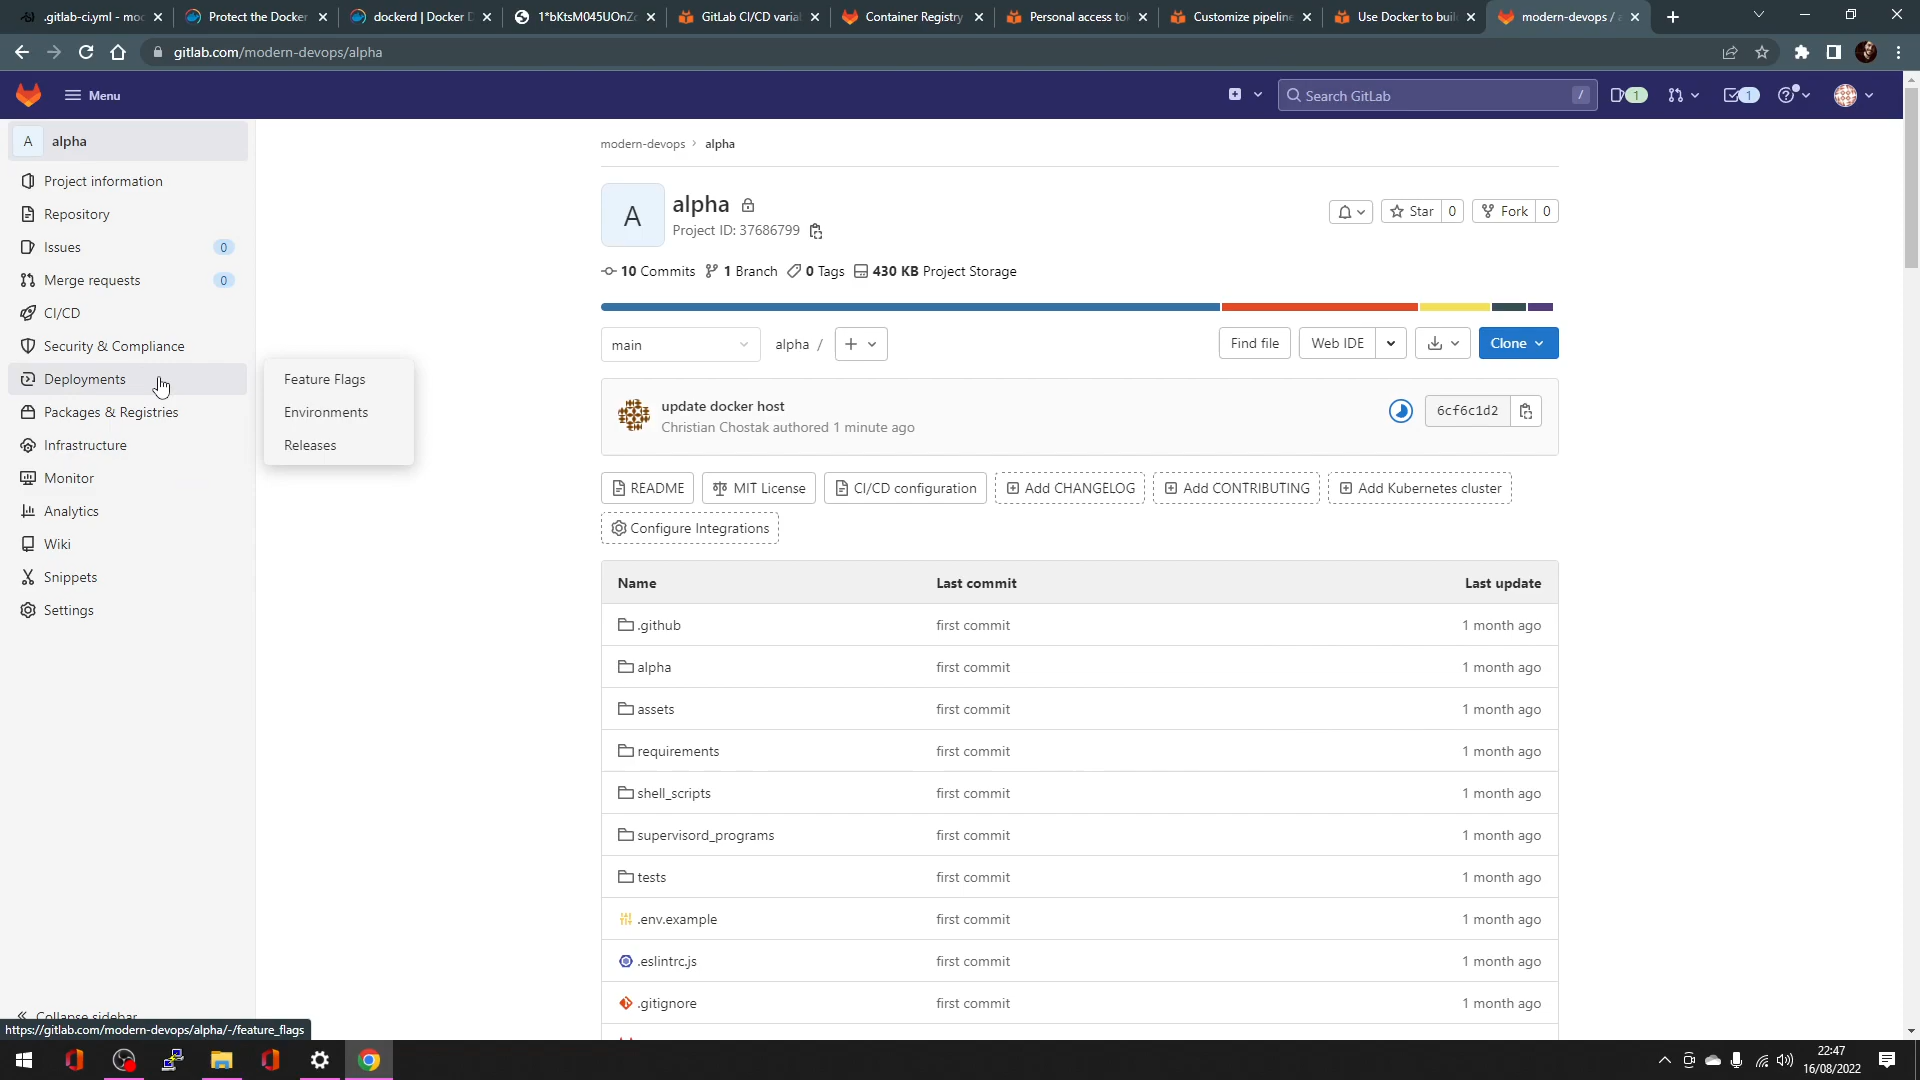 .gitlab-ci.yml - moc
Protect the Docker
dockerd | Docker D
1*bKtsM045UOnZc
GitLab CI/CD varial
Container Registry
Personal access to
Customize pipeline
Use Docker to buil
modern-devops / a
gitlab.com/modern-devops/alpha
Menu
Search GitLab
/
1
1
A
alpha
Project information
Repository
Issues
0
Merge requests
0
CI/CD
Security & Compliance
Deployments
Packages & Registries
Infrastructure
Monitor
Analytics
Wiki
Snippets
Settings
Collapse sidebar
https://gitlab.com/modern-devops/alpha/-/feature_flags
Feature Flags
Environments
Releases
modern-devops > alpha
A
alpha
Project ID: 37686799
Star 0
Fork 0
10 Commits 1 Branch 0 Tags 430 KB Project Storage
main
alpha / +
Find file
Web IDE
Clone
update docker host
Christian Chostak authored 1 minute ago
6cf6c1d2
README
MIT License
CI/CD configuration
Add CHANGELOG
Add CONTRIBUTING
Add Kubernetes cluster
Configure Integrations
Name Last commit Last update
.github first commit 1 month ago
alpha first commit 1 month ago
assets first commit 1 month ago
requirements first commit 1 month ago
shell_scripts first commit 1 month ago
supervisord_programs first commit 1 month ago
tests first commit 1 month ago
.env.example first commit 1 month ago
.eslintrc.js first commit 1 month ago
.gitignore first commit 1 month ago
22:47
16/08/2022